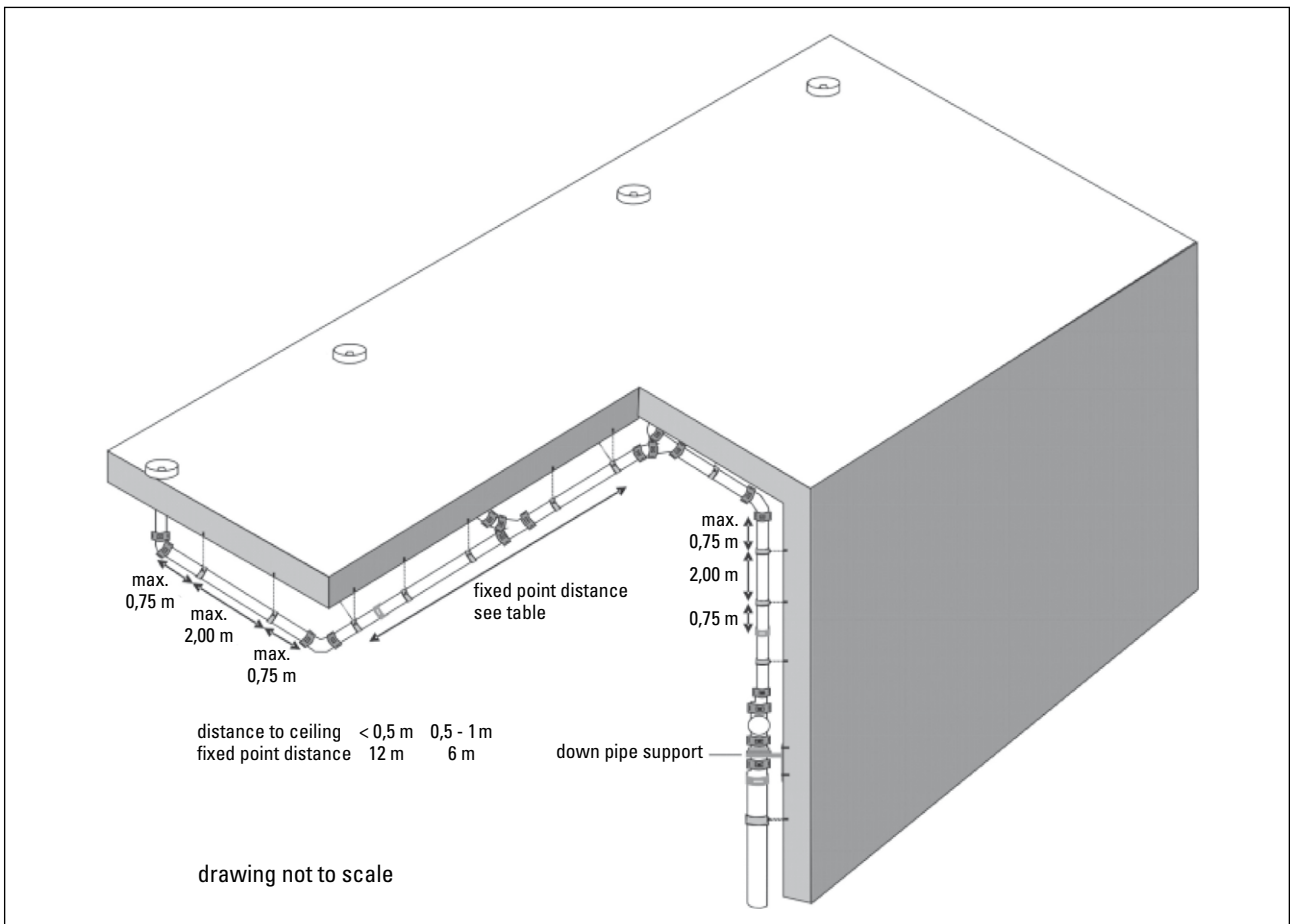 max.
0,75 m
max.
2,00 m
max.
0,75 m
fixed point distance
see table
max.
0,75 m
2,00 m
0,75 m
distance to ceiling < 0,5 m 0,5 - 1 m
fixed point distance 12 m 6 m
down pipe support
drawing not to scale